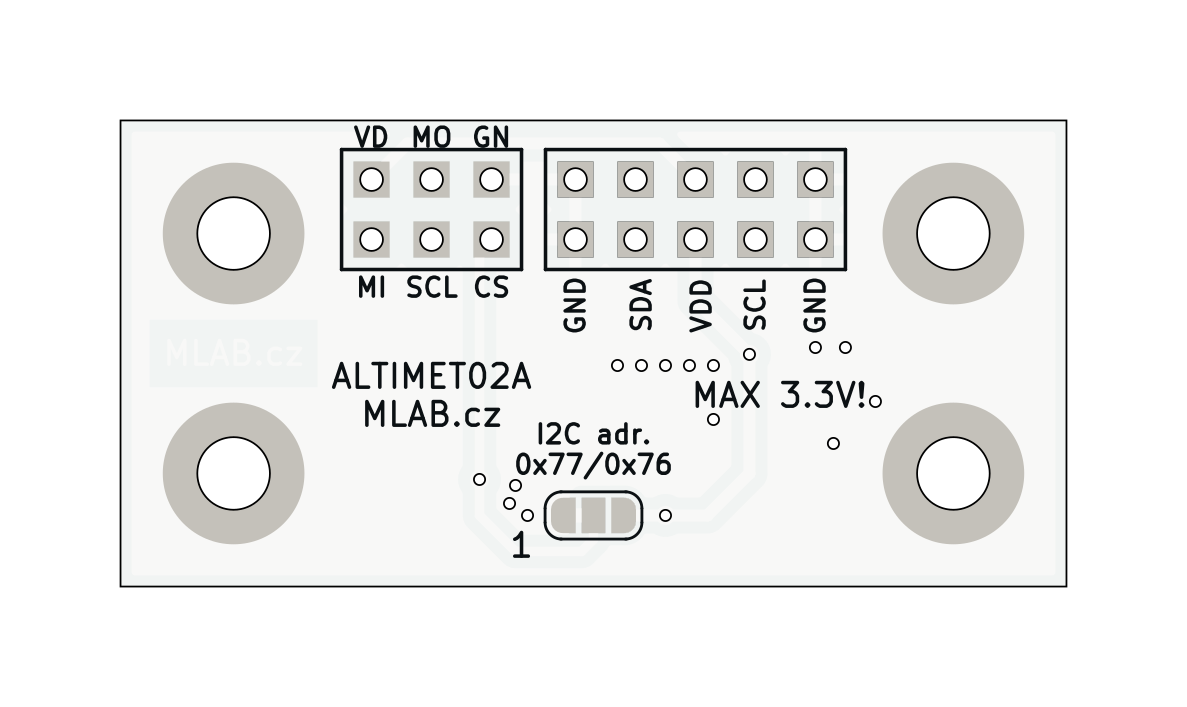 VD MO GN
MI SCL CS
GND SDA VDD SCL GND
MLAB.cz
ALTIMET02A
MLAB.cz
MAX 3.3V!
I2C adr.
0x77/0x76
1